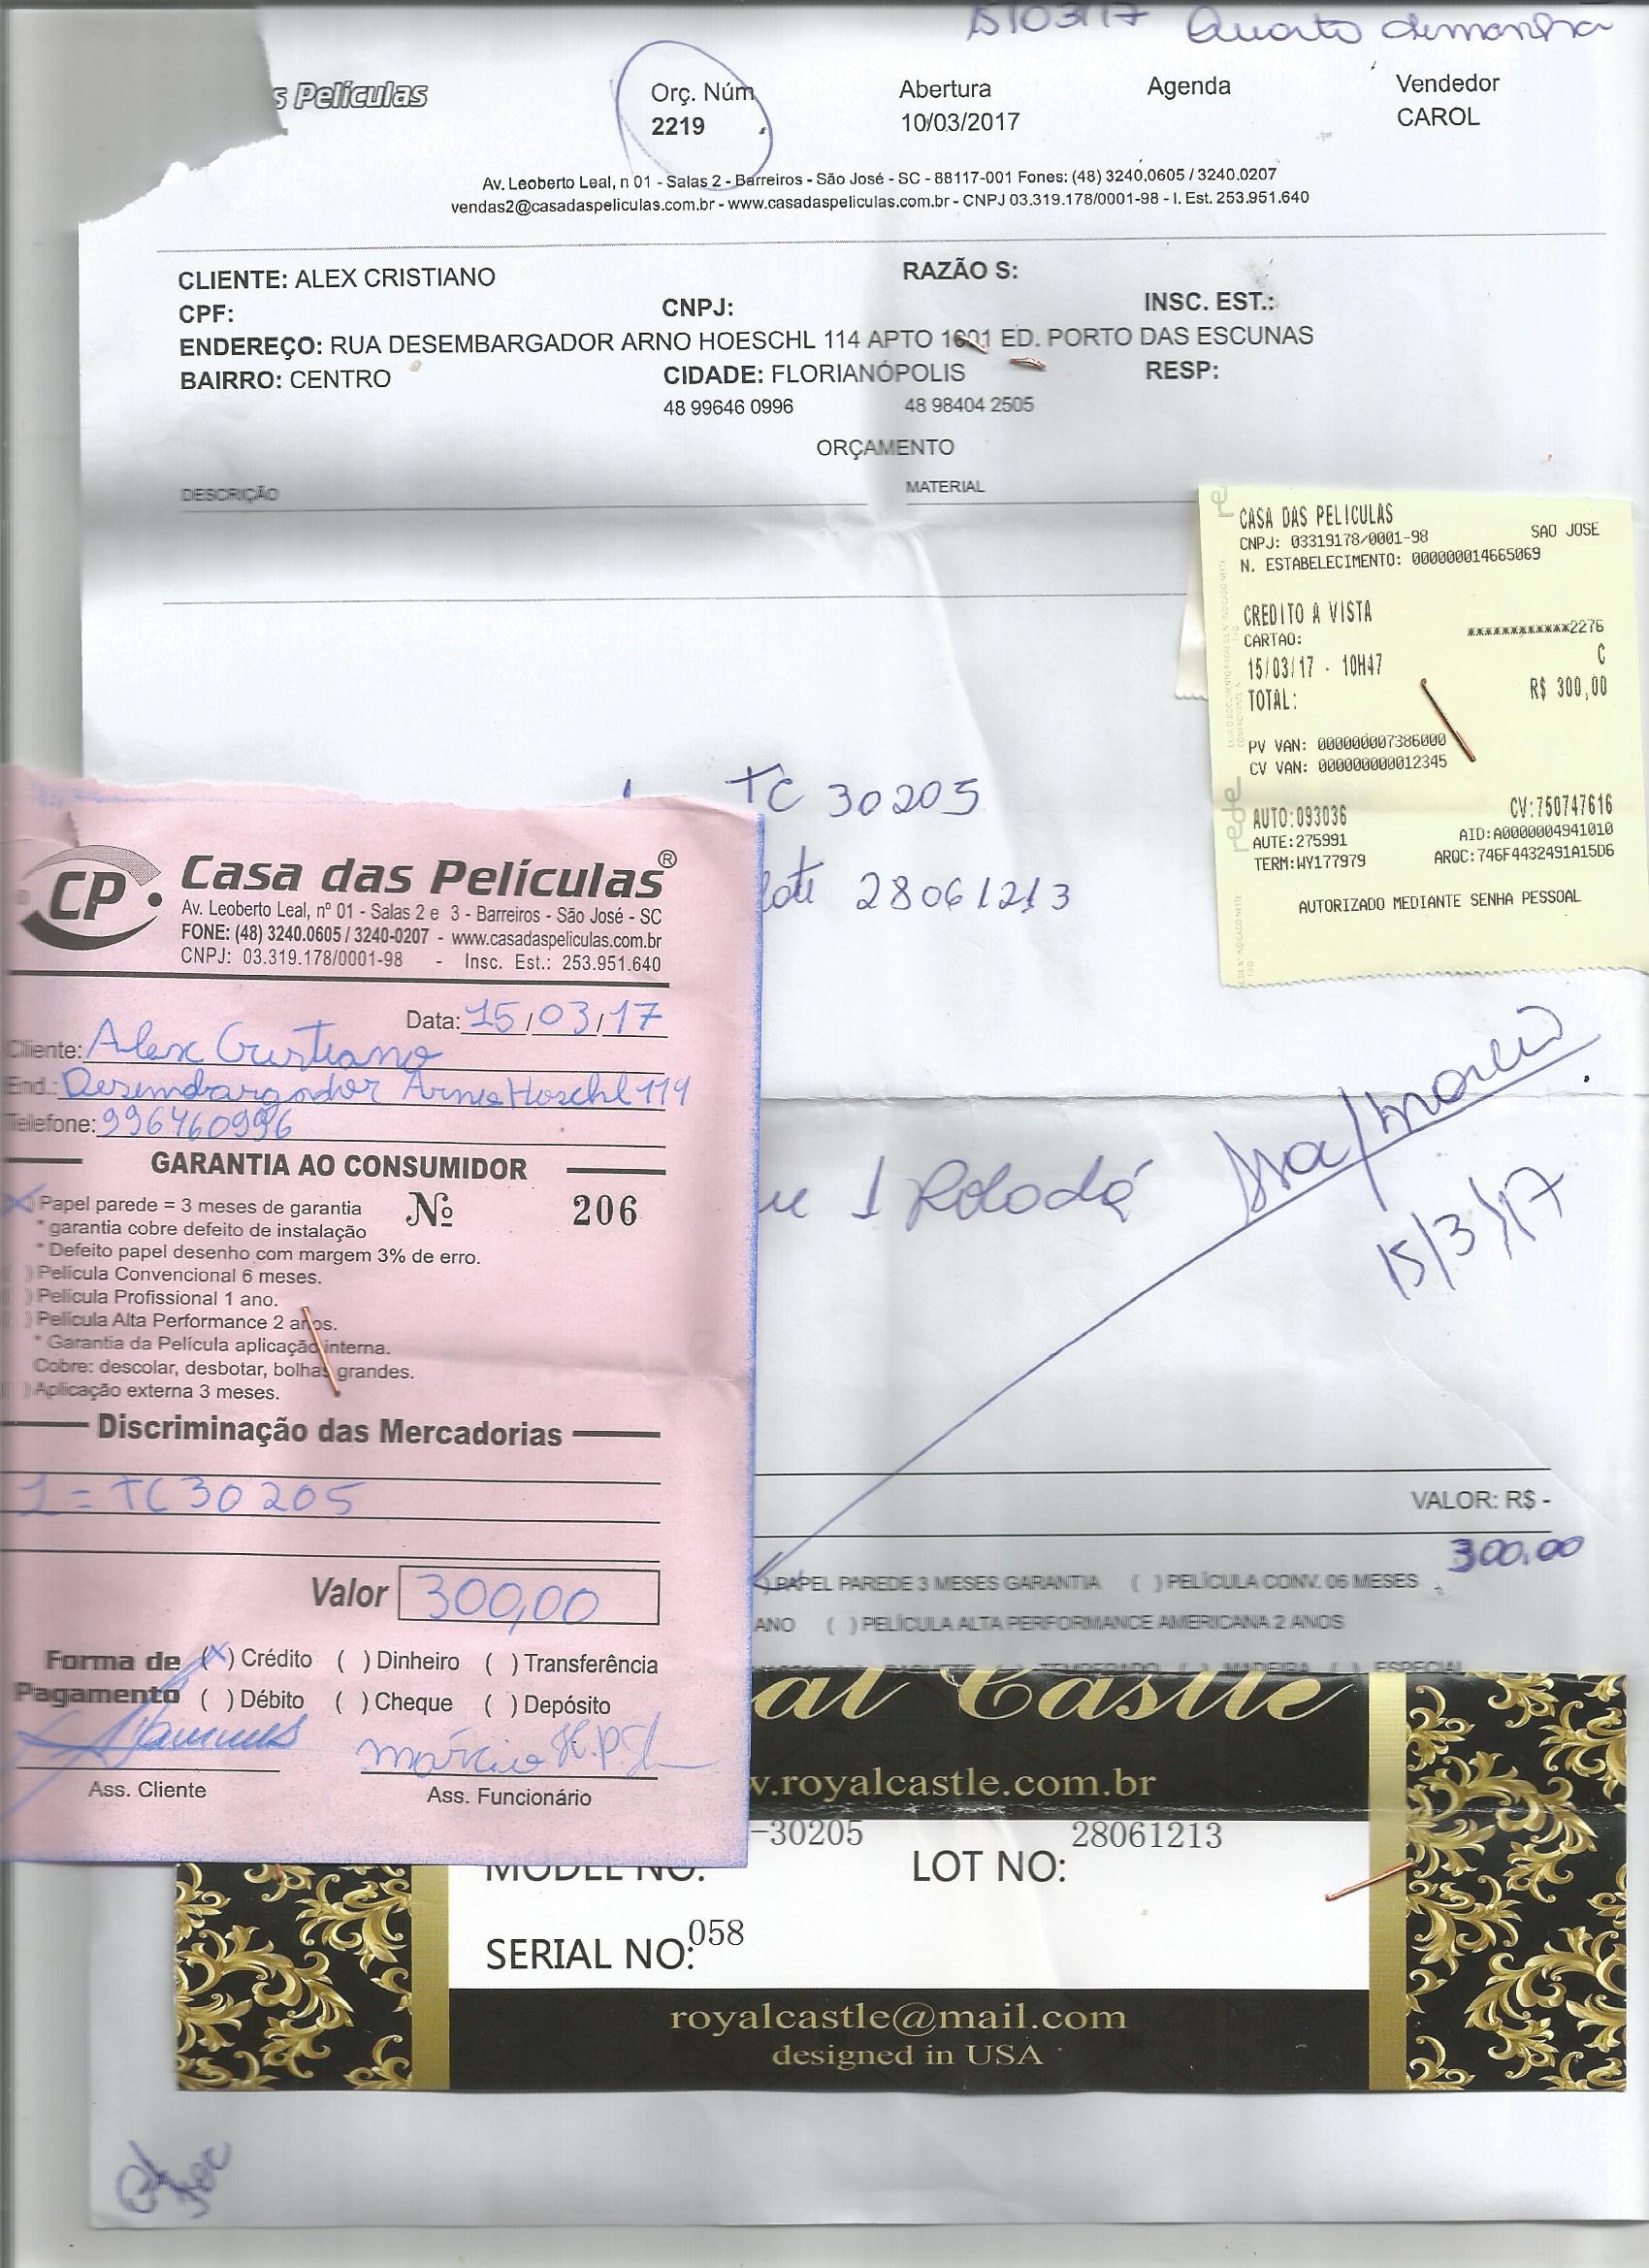 15/03/17 Quarta demanhã
s Películas
Orç. Núm Abertura Agenda Vendedor
2219 10/03/2017 CAROL
Av. Leoberto Leal, n 01 - Salas 2 - Barreiros - São José - SC - 88117-001 Fones: (48) 3240.0605 / 3240.0207
vendas2@casadaspeliculas.com.br - www.casadaspeliculas.com.br - CNPJ 03.319.178/0001-98 - I. Est. 253.951.640
CLIENTE: ALEX CRISTIANO RAZÃO S:
CPF: CNPJ: INSC. EST.:
ENDEREÇO: RUA DESEMBARGADOR ARNO HOESCHL 114 APTO 1601 ED. PORTO DAS ESCUNAS
BAIRRO: CENTRO CIDADE: FLORIANÓPOLIS RESP:
48 99646 0996 48 98404 2505
ORÇAMENTO
DESCRIÇÃO MATERIAL
CASA DAS PELICULAS
CNPJ: 03319178/0001-98 SAO JOSE
N. ESTABELECIMENTO: 000000014665069
CREDITO A VISTA
CARTAO: ************2276
15/03/17 - 10H47 C
TOTAL: R$ 300,00
PV VAN: 000000007386000
CV VAN: 000000000012345
AUTO:093036 CV:750747616
AUTE:275991 AID:A0000004941010
TERM:WY177979 ARQC:746F4432491A15D6
AUTORIZADO MEDIANTE SENHA PESSOAL
rede
TC 30205
lote 28061213
1 Rolo dá
15/3/17
CP Casa das Películas®
Av. Leoberto Leal, nº 01 - Salas 2 e 3 - Barreiros - São José - SC
FONE: (48) 3240.0605 / 3240-0207 - www.casadaspeliculas.com.br
CNPJ: 03.319.178/0001-98 - Insc. Est.: 253.951.640
Data: 15/03/17
Cliente: Alex Cristiano
End.: Desembargador Arno Hoschl 114
Telefone: 996460996
GARANTIA AO CONSUMIDOR
(X) Papel parede = 3 meses de garantia Nº 206
* garantia cobre defeito de instalação
* Defeito papel desenho com margem 3% de erro.
( ) Película Convencional 6 meses.
( ) Película Profissional 1 ano.
( ) Película Alta Performance 2 anos.
* Garantia da Película aplicação interna.
Cobre: descolar, desbotar, bolhas grandes.
( ) Aplicação externa 3 meses.
Discriminação das Mercadorias
1 = TC 30205
Valor 300,00
Forma de (X) Crédito ( ) Dinheiro ( ) Transferência
Pagamento ( ) Débito ( ) Cheque ( ) Depósito
márcio
Ass. Cliente Ass. Funcionário
VALOR: R$ -
300,00
) PAPEL PAREDE 3 MESES GARANTIA ( ) PELÍCULA CONV. 06 MESES
ANO ( ) PELÍCULA ALTA PERFORMANCE AMERICANA 2 ANOS
TEMPERADO ( ) MADEIRA ( ) ESPECIAL
al Castle
w.royalcastle.com.br
-30205 28061213
MODEL NO: LOT NO:
SERIAL NO: 058
royalcastle@mail.com
designed in USA